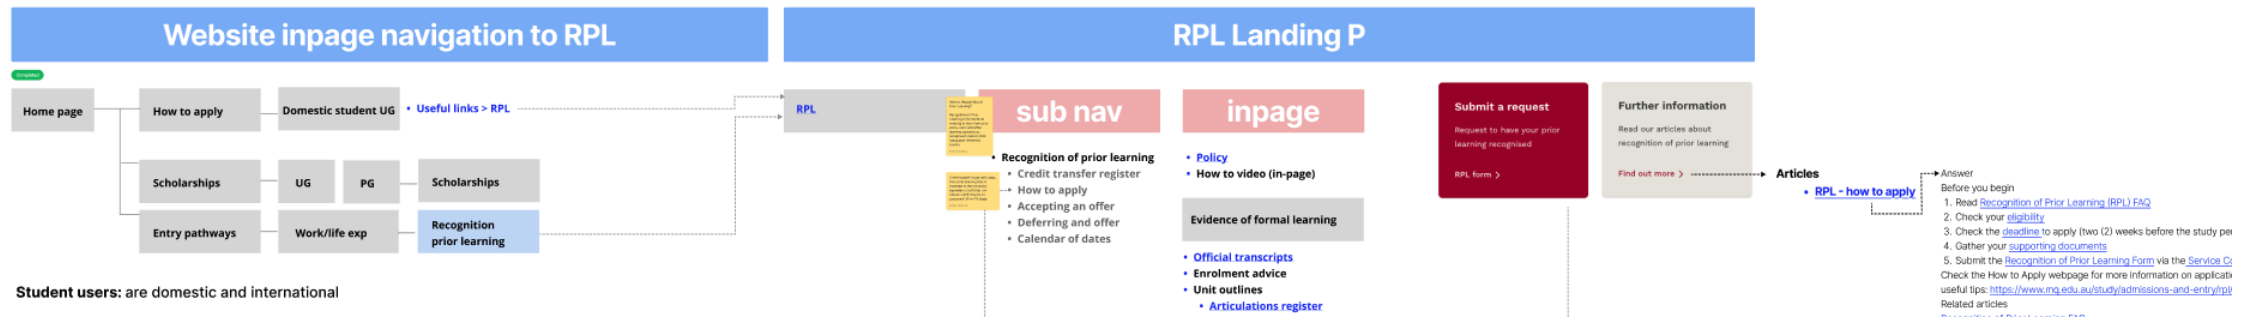 Website inpage navigation to RPL
RPL Landing P
Completed
Home page
How to apply
Domestic student UG
• Useful links > RPL
Scholarships
UG
PG
Scholarships
Entry pathways
Work/life exp
Recognition
prior learning
Student users: are domestic and international
RPL
sub nav
• Recognition of prior learning
• Credit transfer register
• How to apply
• Accepting an offer
• Deferring and offer
• Calendar of dates
inpage
• Policy
• How to video (in-page)
Evidence of formal learning
• Official transcripts
• Enrolment advice
• Unit outlines
• Articulations register
Submit a request
Request to have your prior
learning recognised
RPL form >
Further information
Read our articles about
recognition of prior learning
Find out more >
Articles
• RPL - how to apply
Answer
Before you begin
1. Read Recognition of Prior Learning (RPL) FAQ
2. Check your eligibility
3. Check the deadline to apply (two (2) weeks before the study pe
4. Gather your supporting documents
5. Submit the Recognition of Prior Learning Form via the Service Co
Check the How to Apply webpage for more information on applicati
useful tips: https://www.mq.edu.au/study/admissions-and-entry/rpl/
Related articles
Recognition of Prior Learning FAQ